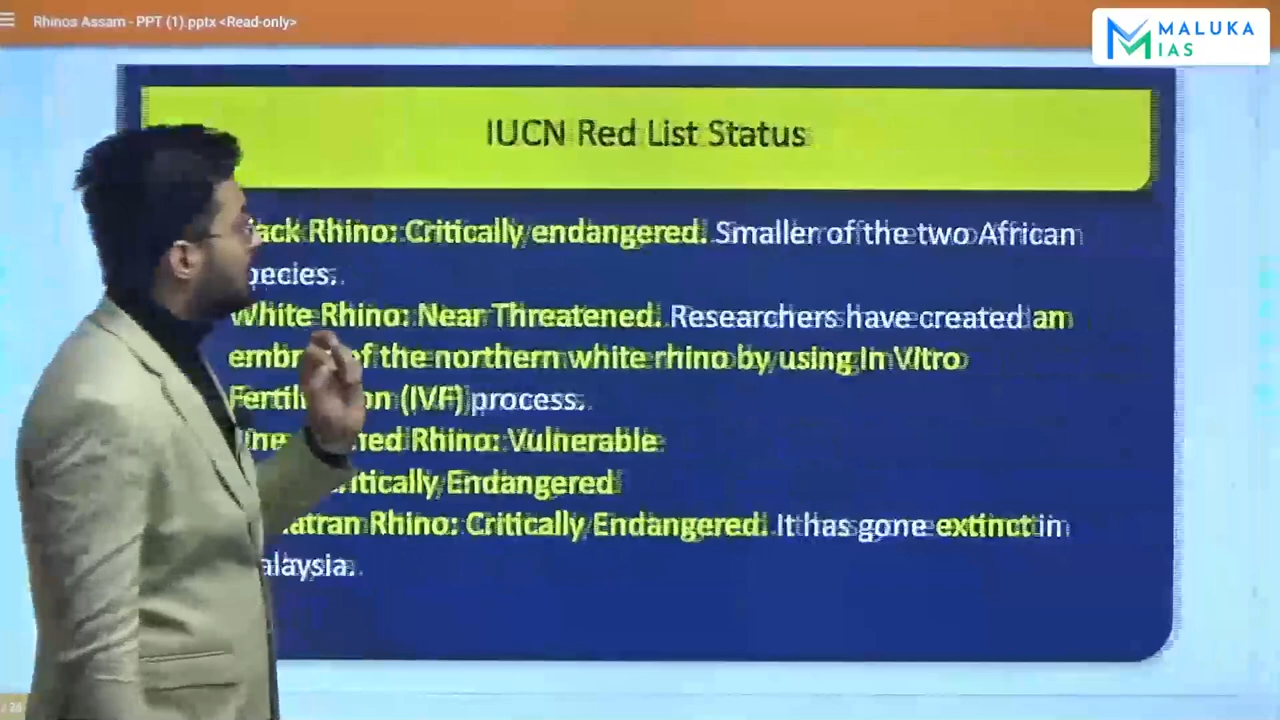 Rhinos Assam - PPT (1).pptx <Read-only>
MALUKA
IAS
IUCN Red List Status
Rhino: Critically endangered. Smaller of the two African
White Rhino: Near Threatened. Researchers have created an
of the northern white rhino by using In Vitro
(IVF) process.
Rhino: Vulnerable
Endangered
Rhino: Critically Endangered. It has gone extinct in